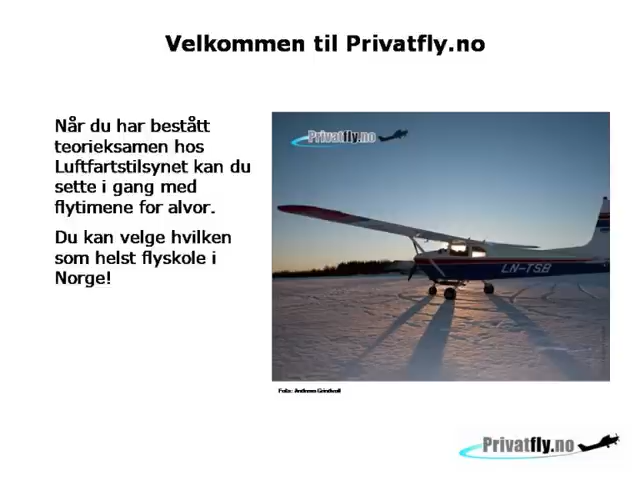 Velkommen til Privatfly.no
Når du har bestått
teorieksamen hos
Luftfartstilsynet kan du
sette i gang med
flytimene for alvor.
Du kan velge hvilken
som helst flyskole i
Norge!
Privatfly.no
LN-TSB
Foto: Andreas Grindvoll
Privatfly.no